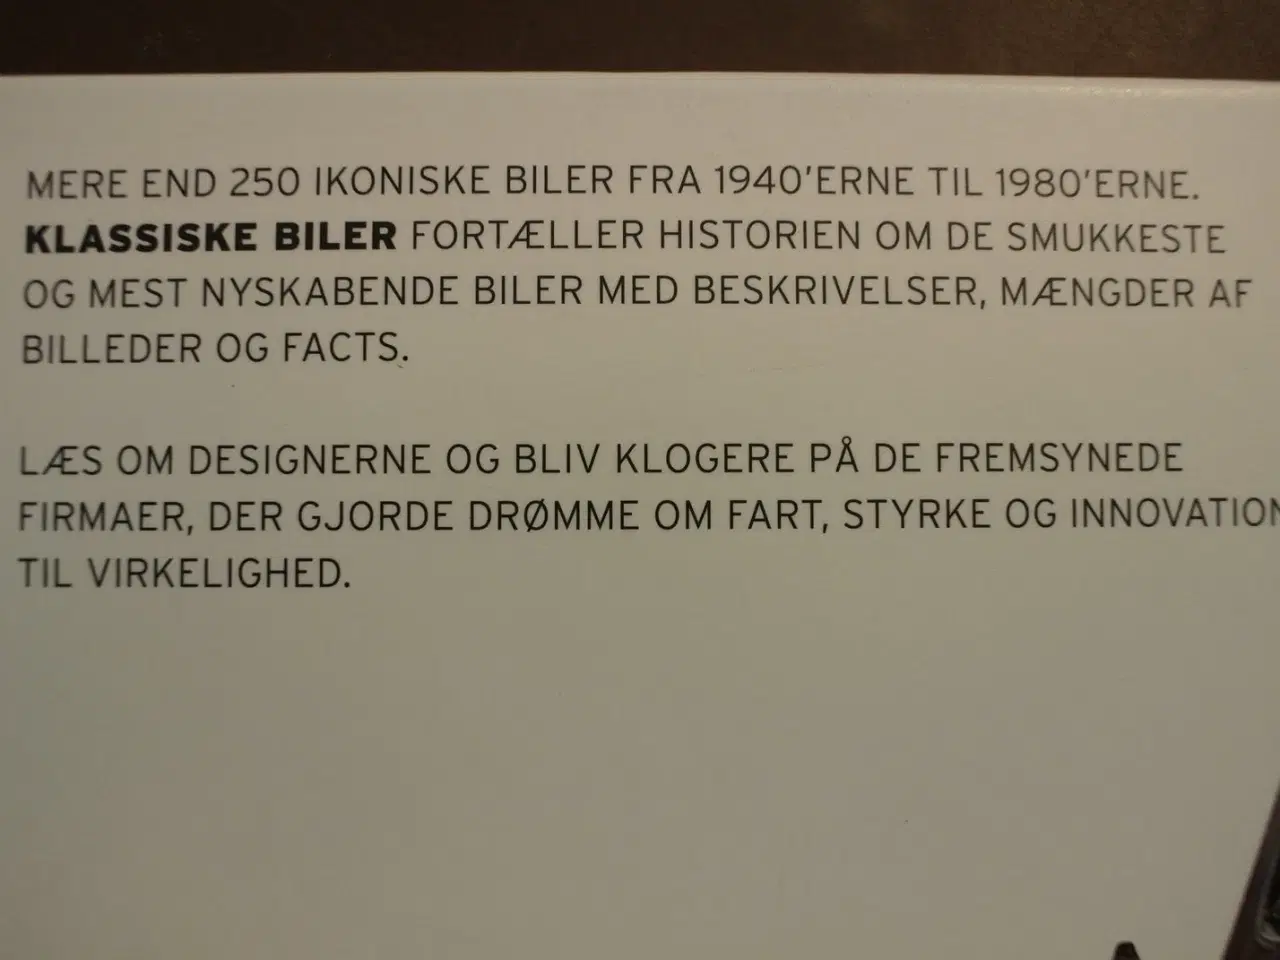 MERE END 250 IKONISKE BILER FRA 1940'ERNE TIL 1980'ERNE.
KLASSISKE BILER FORTÆLLER HISTORIEN OM DE SMUKKESTE
OG MEST NYSKABENDE BILER MED BESKRIVELSER, MÆNGDER AF
BILLEDER OG FACTS.
LÆS OM DESIGNERNE OG BLIV KLOGERE PÅ DE FREMSYNEDE
FIRMAER, DER GJORDE DRØMME OM FART, STYRKE OG INNOVATION
TIL VIRKELIGHED.